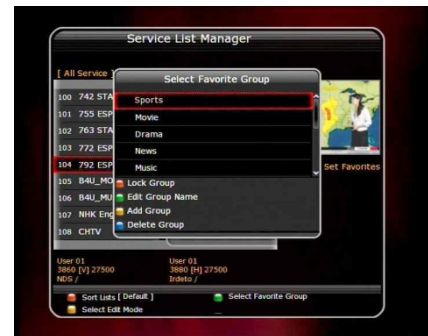 Service List Manager
[ All Service ]
Select Favorite Group
100 742 STA
101 755 ESP
102 763 STA
103 772 ESP
104 792 ESP
105 B4U_MO
106 B4U_MU
107 NHK Eng
108 CHTV
Sports
Movie
Drama
News
Music
Lock Group
Edit Group Name
Add Group
Delete Group
Set Favorites
User 01
3860 [V] 27500
NDS /
User 01
3880 [H] 27500
Irdeto /
Sort Lists [ Default ]
Select Favorite Group
Select Edit Mode